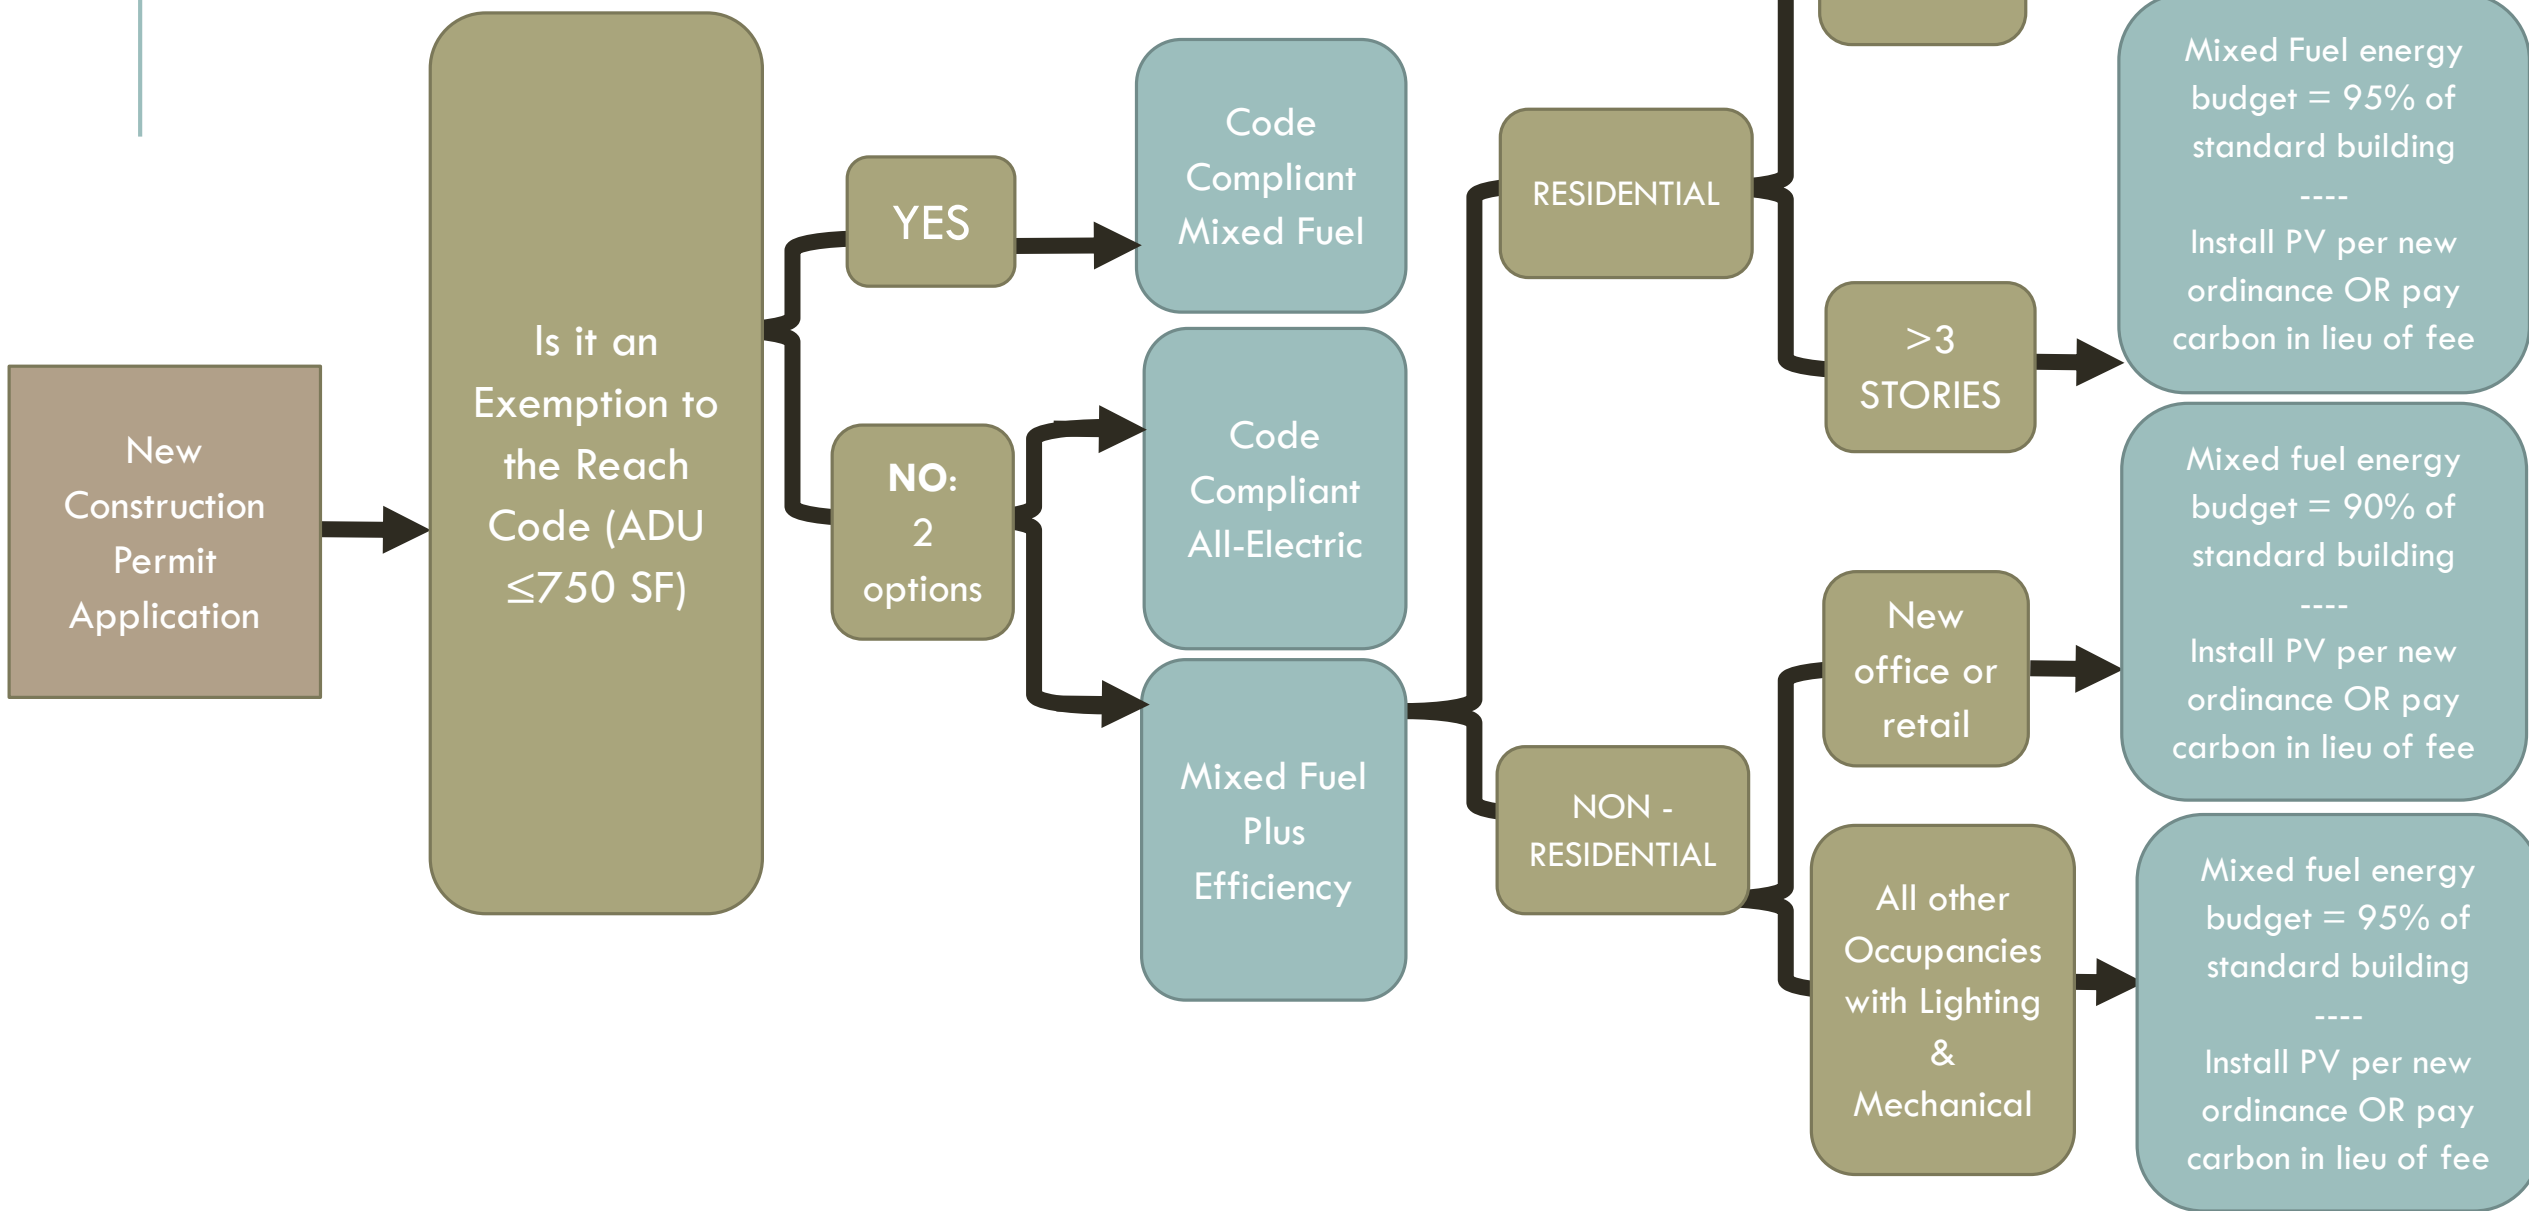 New
Construction
Permit
Application
Is it an
Exemption to
the Reach
Code (ADU
≤750 SF)
YES
NO:
2
options
Code
Compliant
Mixed Fuel
Code
Compliant
All-Electric
Mixed Fuel
Plus
Efficiency
RESIDENTIAL
NON -
RESIDENTIAL
>3
STORIES
New
office or
retail
All other
Occupancies
with Lighting
&
Mechanical
Mixed Fuel energy
budget = 95% of
standard building
----
Install PV per new
ordinance OR pay
carbon in lieu of fee
Mixed fuel energy
budget = 90% of
standard building
----
Install PV per new
ordinance OR pay
carbon in lieu of fee
Mixed fuel energy
budget = 95% of
standard building
----
Install PV per new
ordinance OR pay
carbon in lieu of fee